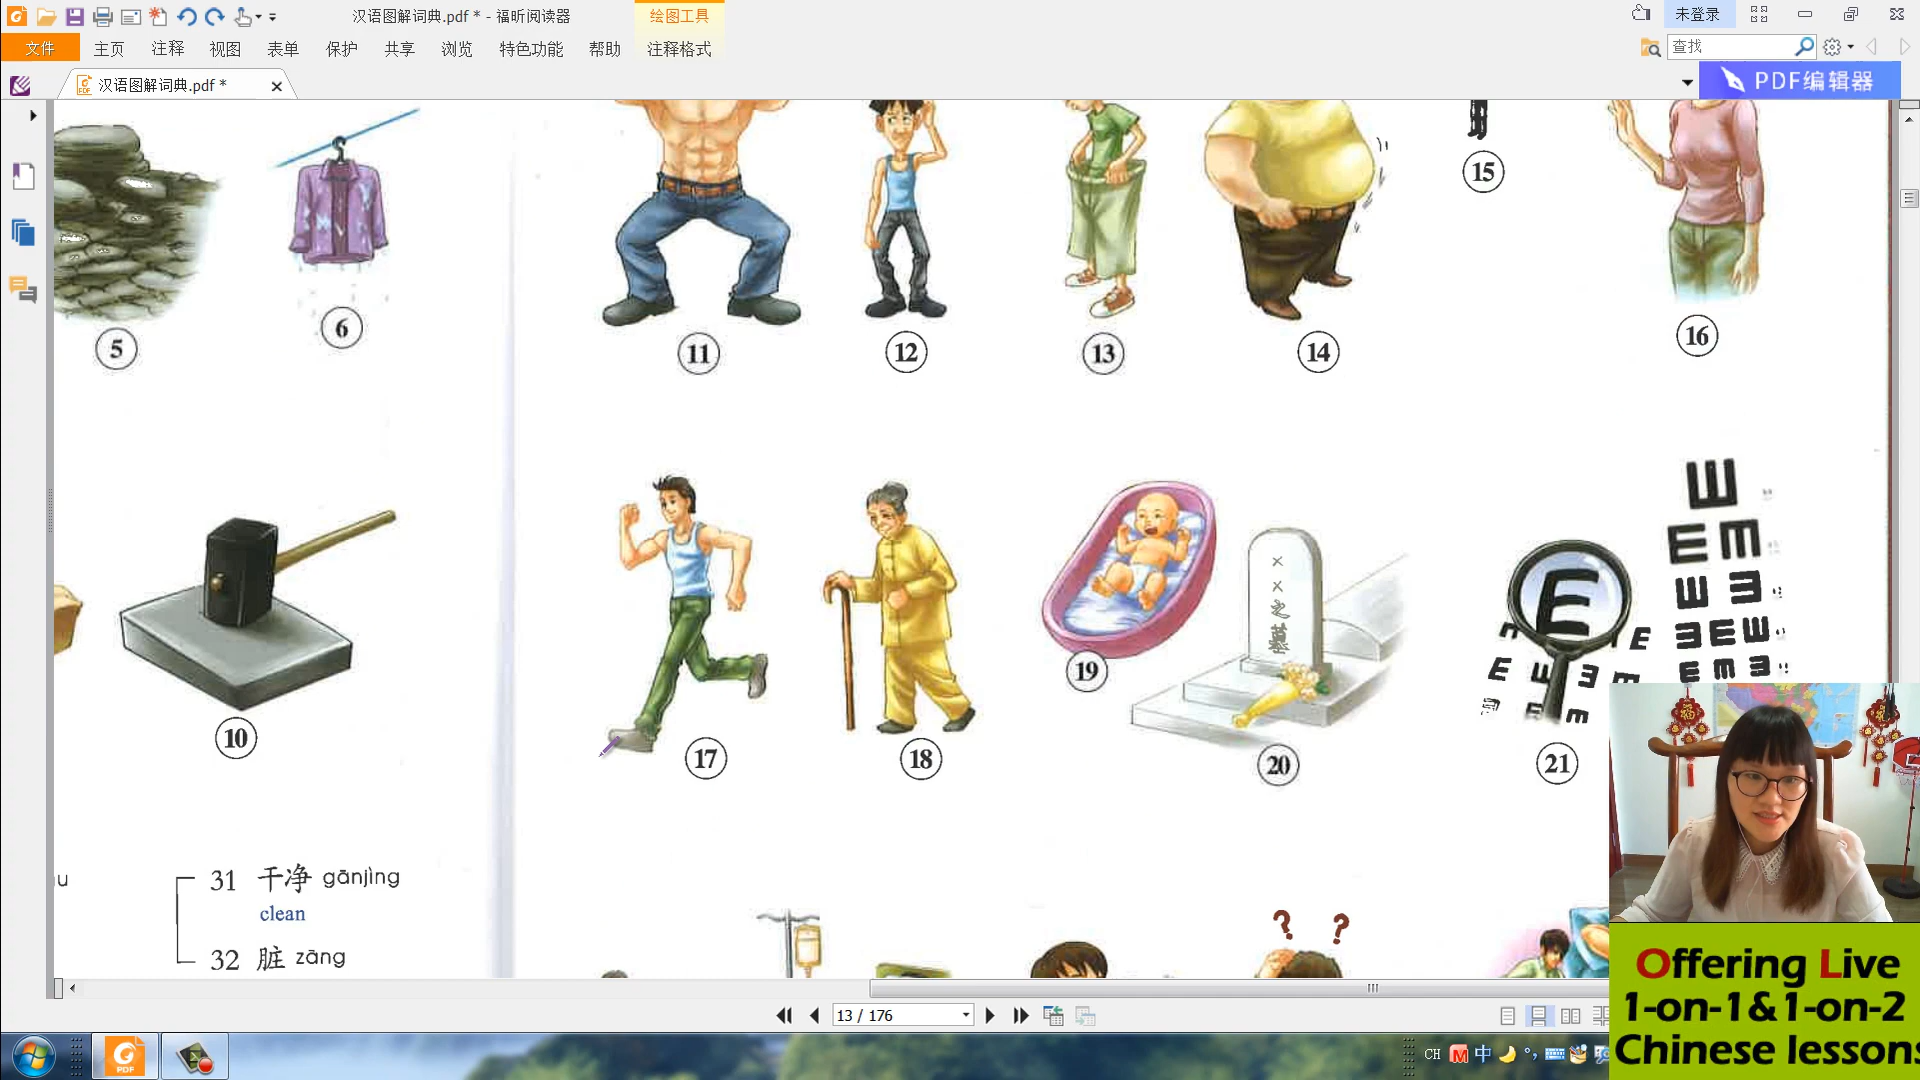 汉语图解词典.pdf * - 福昕阅读器
绘图工具
未登录
文件
主页
注释
视图
表单
保护
共享
浏览
特色功能
帮助
注释格式
查找
汉语图解词典.pdf *
PDF编辑器
5
6
11
12
13
14
15
16
××之墓
E
10
17
18
19
20
21
31 干净 gānjìng
clean
32 脏 zāng
? ?
13 / 176
CH
中
PDF
Offering Live
1-on-1&1-on-2
Chinese lessons